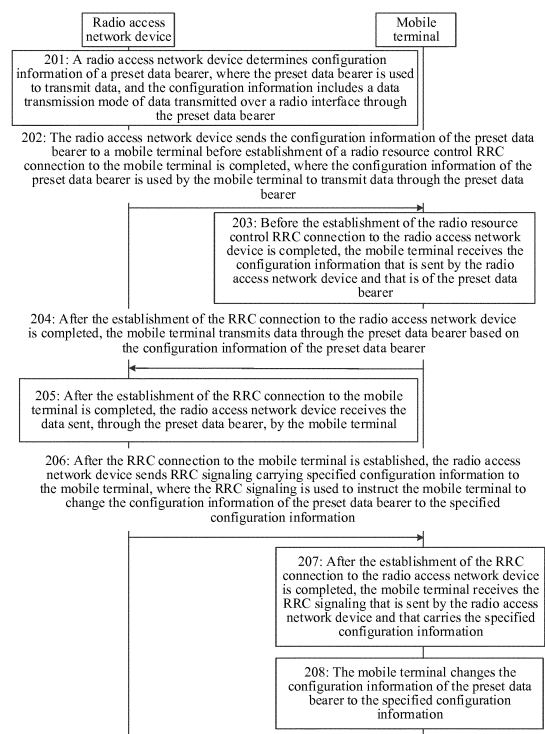 Radio access
network device
Mobile
terminal
201: A radio access network device determines configuration
information of a preset data bearer, where the preset data bearer is used
to transmit data, and the configuration information includes a data
transmission mode of data transmitted over a radio interface through
the preset data bearer
202: The radio access network device sends the configuration information of the preset data
bearer to a mobile terminal before establishment of a radio resource control RRC
connection to the mobile terminal is completed, where the configuration information of the
preset data bearer is used by the mobile terminal to transmit data through the preset data
bearer
203: Before the establishment of the radio resource
control RRC connection to the radio access network
device is completed, the mobile terminal receives the
configuration information that is sent by the radio
access network device and that is of the preset data
bearer
204: After the establishment of the RRC connection to the radio access network device
is completed, the mobile terminal transmits data through the preset data bearer based on
the configuration information of the preset data bearer
205: After the establishment of the RRC connection to the mobile
terminal is completed, the radio access network device receives the
data sent, through the preset data bearer, by the mobile terminal
206: After the RRC connection to the mobile terminal is established, the radio access
network device sends RRC signaling carrying specified configuration information to
the mobile terminal, where the RRC signaling is used to instruct the mobile terminal to
change the configuration information of the preset data bearer to the specified
configuration information
207: After the establishment of the RRC
connection to the radio access network device
is completed, the mobile terminal receives the
RRC signaling that is sent by the radio access
network device and that carries the specified
configuration information
208: The mobile terminal changes the
configuration information of the preset data
bearer to the specified configuration
information